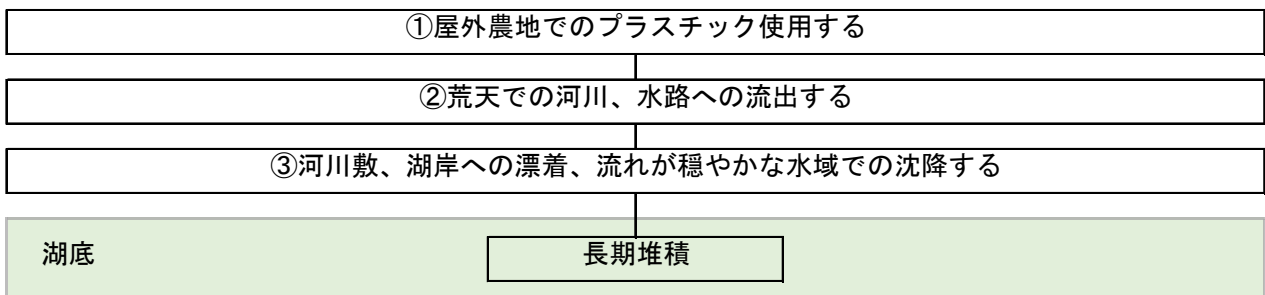 ①屋外農地でのプラスチック使用する
②荒天での河川、水路への流出する
③河川敷、湖岸への漂着、流れが穏やかな水域での沈降する
湖底
長期堆積